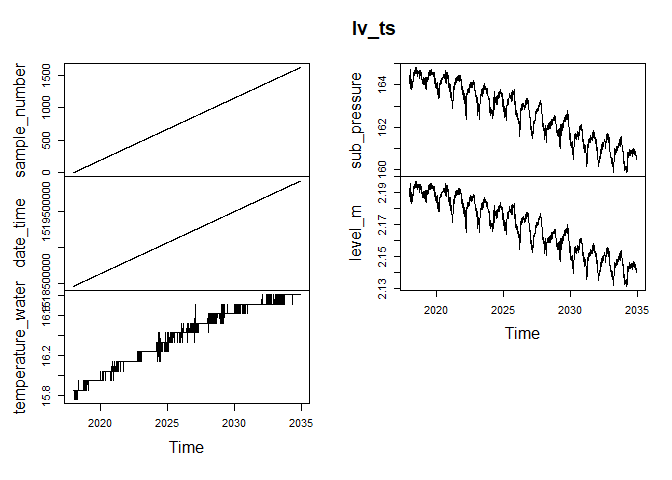 lv_ts
sample_number
0
500
1000
1500
date_time
1519500000
temperature_water
15.8
16.2
2020
2025
2030
2035
Time
sub_pressure
160
162
164
level_m
2.13
2.15
2.17
2.19
2020
2025
2030
2035
Time